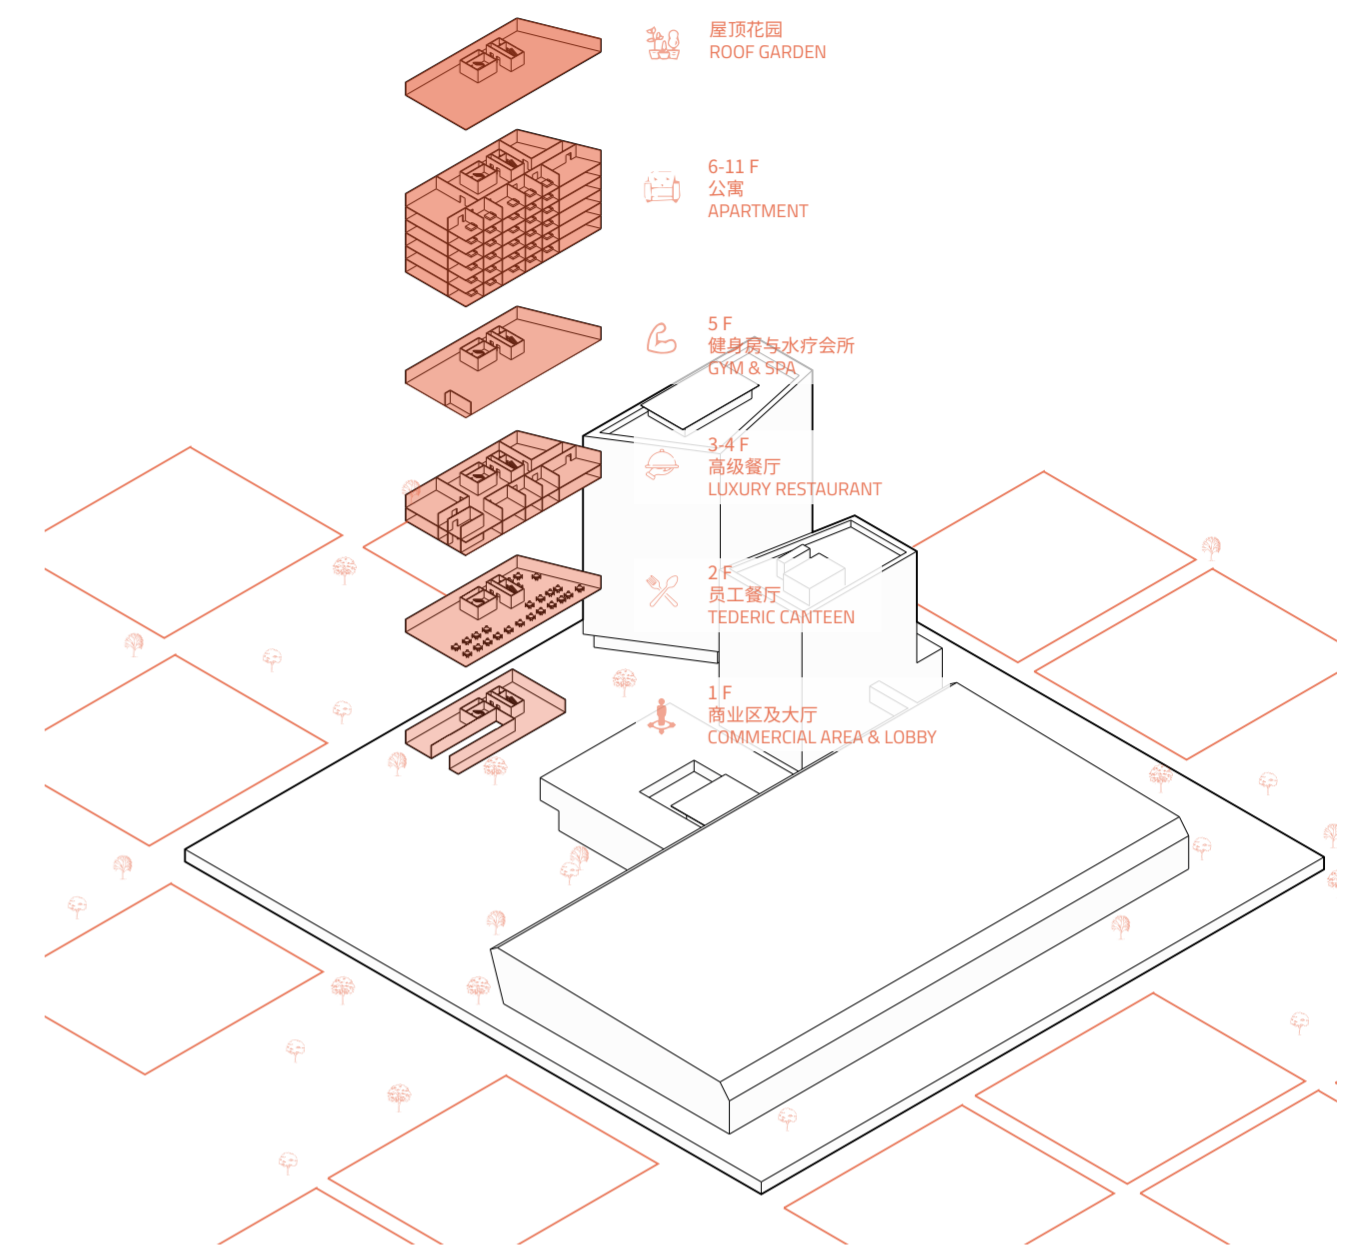 屋顶花园
ROOF GARDEN
6-11 F
公寓
APARTMENT
5 F
健身房与水疗会所
GYM & SPA
3-4 F
高级餐厅
LUXURY RESTAURANT
2 F
员工餐厅
TEDERIC CANTEEN
1 F
商业区及大厅
COMMERCIAL AREA & LOBBY